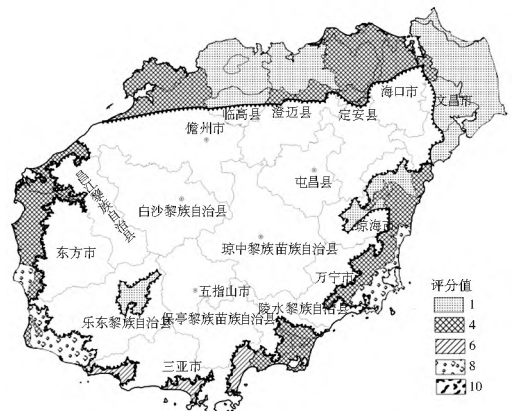 海口市
文昌市
临高县
澄迈县
定安县
儋州市
屯昌县
昌江黎族自治县
白沙黎族自治县
琼海市
东方市
琼中黎族苗族自治县
万宁市
五指山市
乐东黎族自治县
保亭黎族苗族自治县
陵水黎族自治县
三亚市
评分值
1
4
6
8
10